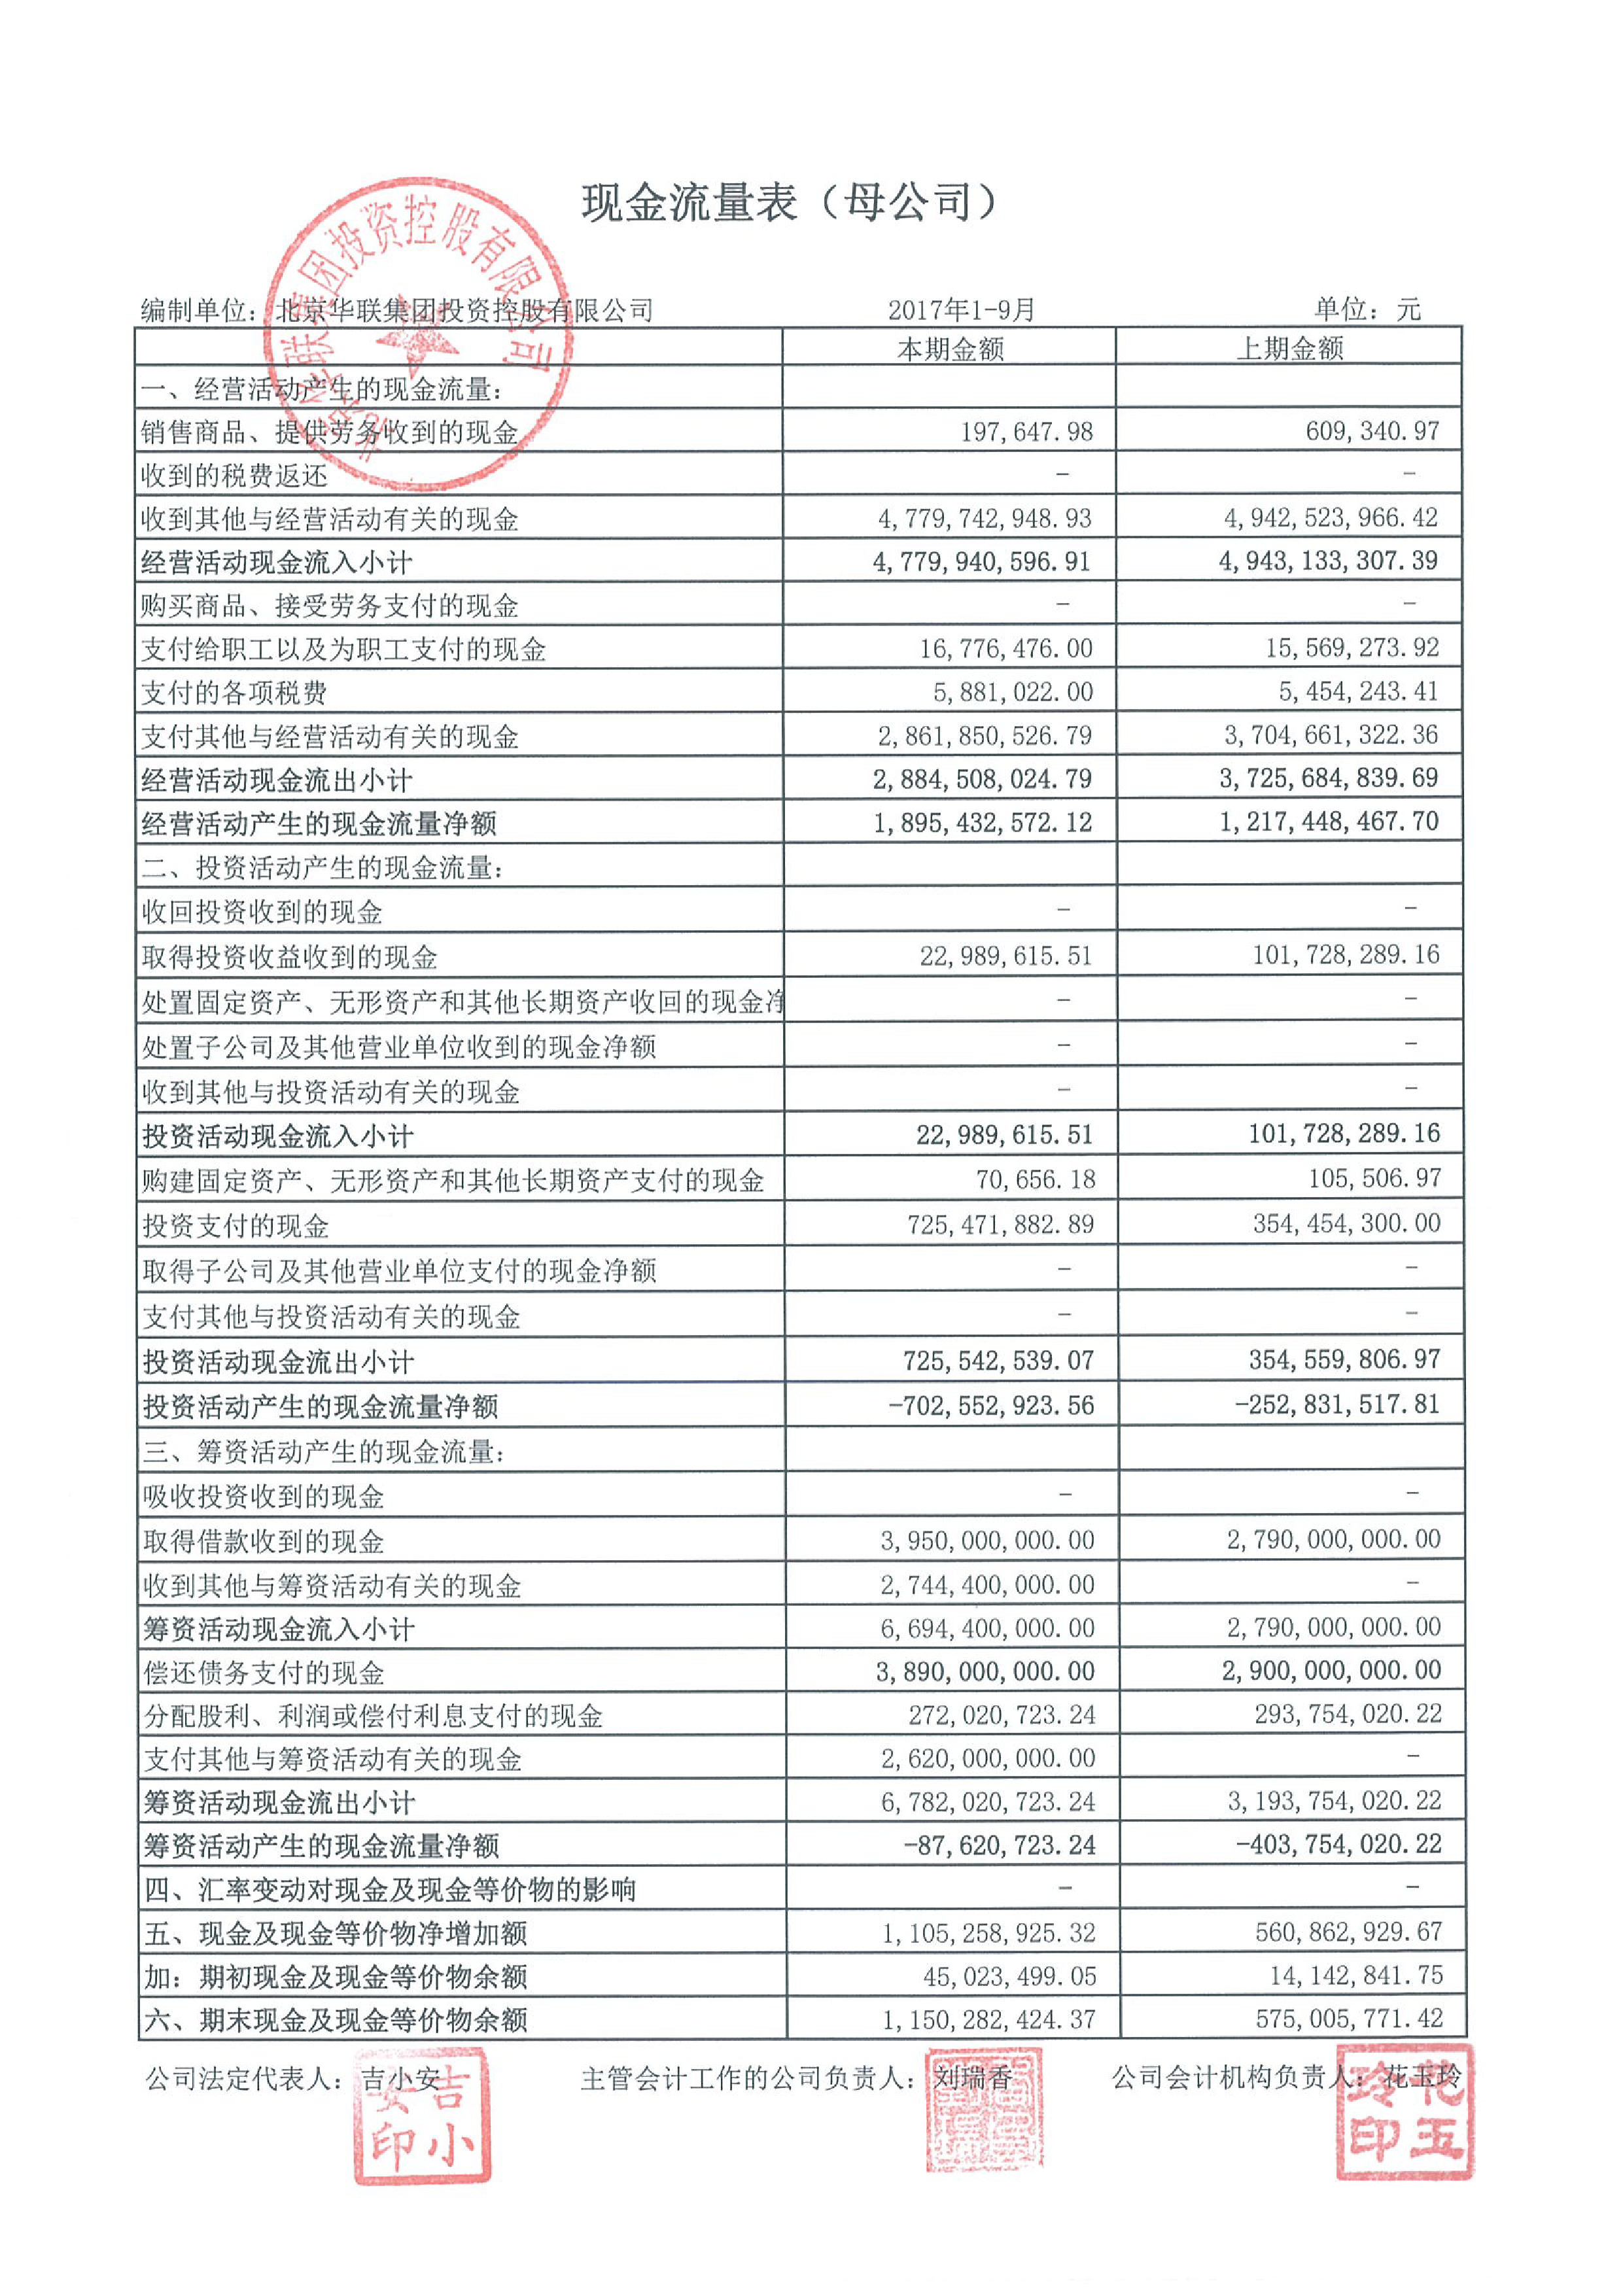 现金流量表（母公司）
北京华联集团投资控股有限公司
编制单位：北京华联集团投资控股有限公司 2017年1-9月 单位：元
本期金额 上期金额
一、经营活动产生的现金流量：
销售商品、提供劳务收到的现金 197,647.98 609,340.97
收到的税费返还 － －
收到其他与经营活动有关的现金 4,779,742,948.93 4,942,523,966.42
经营活动现金流入小计 4,779,940,596.91 4,943,133,307.39
购买商品、接受劳务支付的现金 － －
支付给职工以及为职工支付的现金 16,776,476.00 15,569,273.92
支付的各项税费 5,881,022.00 5,454,243.41
支付其他与经营活动有关的现金 2,861,850,526.79 3,704,661,322.36
经营活动现金流出小计 2,884,508,024.79 3,725,684,839.69
经营活动产生的现金流量净额 1,895,432,572.12 1,217,448,467.70
二、投资活动产生的现金流量：
收回投资收到的现金 － －
取得投资收益收到的现金 22,989,615.51 101,728,289.16
处置固定资产、无形资产和其他长期资产收回的现金净 － －
处置子公司及其他营业单位收到的现金净额 － －
收到其他与投资活动有关的现金 － －
投资活动现金流入小计 22,989,615.51 101,728,289.16
购建固定资产、无形资产和其他长期资产支付的现金 70,656.18 105,506.97
投资支付的现金 725,471,882.89 354,454,300.00
取得子公司及其他营业单位支付的现金净额 － －
支付其他与投资活动有关的现金 － －
投资活动现金流出小计 725,542,539.07 354,559,806.97
投资活动产生的现金流量净额 -702,552,923.56 -252,831,517.81
三、筹资活动产生的现金流量：
吸收投资收到的现金 － －
取得借款收到的现金 3,950,000,000.00 2,790,000,000.00
收到其他与筹资活动有关的现金 2,744,400,000.00 －
筹资活动现金流入小计 6,694,400,000.00 2,790,000,000.00
偿还债务支付的现金 3,890,000,000.00 2,900,000,000.00
分配股利、利润或偿付利息支付的现金 272,020,723.24 293,754,020.22
支付其他与筹资活动有关的现金 2,620,000,000.00 －
筹资活动现金流出小计 6,782,020,723.24 3,193,754,020.22
筹资活动产生的现金流量净额 -87,620,723.24 -403,754,020.22
四、汇率变动对现金及现金等价物的影响 － －
五、现金及现金等价物净增加额 1,105,258,925.32 560,862,929.67
加：期初现金及现金等价物余额 45,023,499.05 14,142,841.75
六、期末现金及现金等价物余额 1,150,282,424.37 575,005,771.42
公司法定代表人：吉小安 主管会计工作的公司负责人：刘瑞香 公司会计机构负责人：花玉玲
吉小安印
花玉玲印